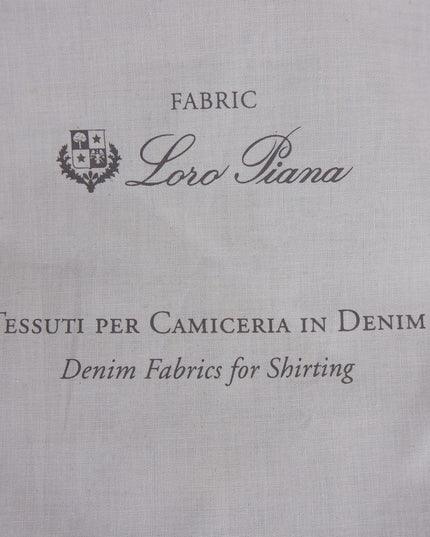 FABRIC
Loro Piana
TESSUTI PER CAMICERIA IN DENIM
Denim Fabrics for Shirting